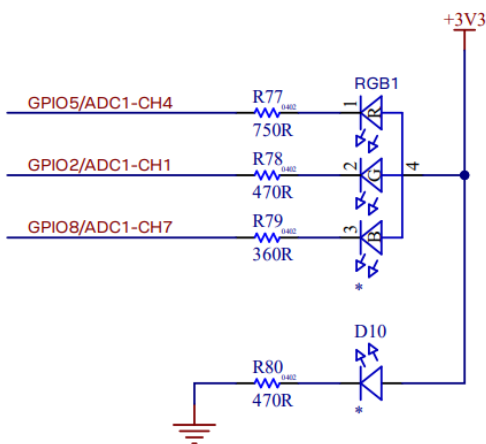 +3V3
RGB1
GPIO5/ADC1-CH4
R77
0402
750R
1
R
GPIO2/ADC1-CH1
R78
0402
470R
2
G
4
GPIO8/ADC1-CH7
R79
0402
360R
3
B
*
D10
R80
0402
470R
*